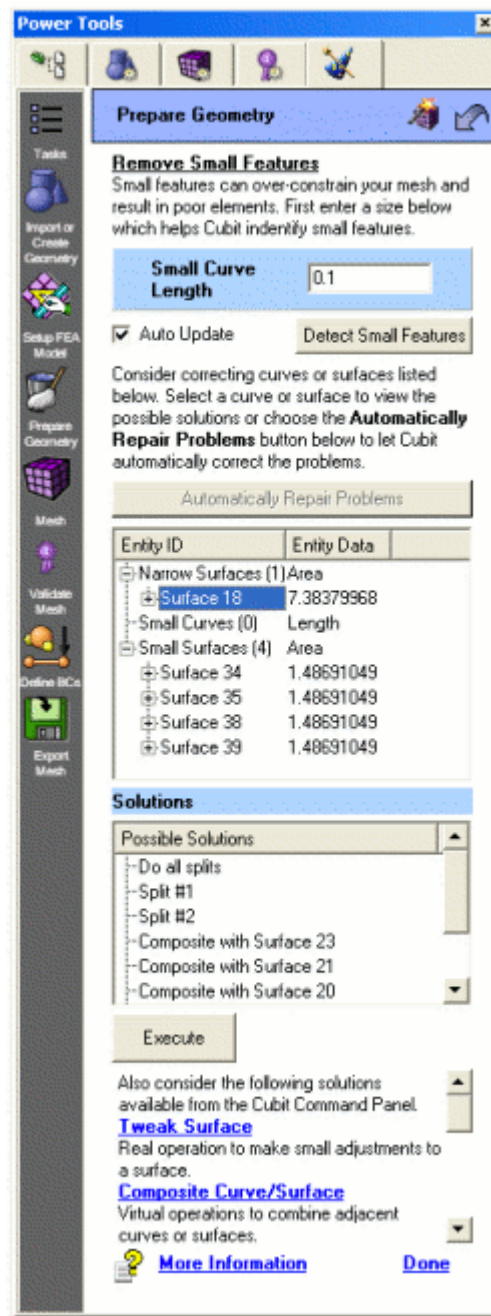 Power Tools
Prepare Geometry
Tasks
Import or
Create
Geometry
Setup FEA
Model
Prepare
Geometry
Mesh
Validate
Mesh
Define BCs
Export
Mesh
Remove Small Features
Small features can over-constrain your mesh and
result in poor elements. First enter a size below
which helps Cubit indentify small features.
Small Curve
Length
0.1
Auto Update
Detect Small Features
Consider correcting curves or surfaces listed
below. Select a curve or surface to view the
possible solutions or choose the Automatically
Repair Problems button below to let Cubit
automatically correct the problems.
Automatically Repair Problems
Entity ID Entity Data
Narrow Surfaces (1) Area
Surface 18 7.38379968
Small Curves (0) Length
Small Surfaces (4) Area
Surface 34 1.48691049
Surface 35 1.48691049
Surface 38 1.48691049
Surface 39 1.48691049
Solutions
Possible Solutions
Do all splits
Split #1
Split #2
Composite with Surface 23
Composite with Surface 21
Composite with Surface 20
Execute
Also consider the following solutions
available from the Cubit Command Panel.
Tweak Surface
Real operation to make small adjustments to
a surface.
Composite Curve/Surface
Virtual operations to combine adjacent
curves or surfaces.
More Information Done